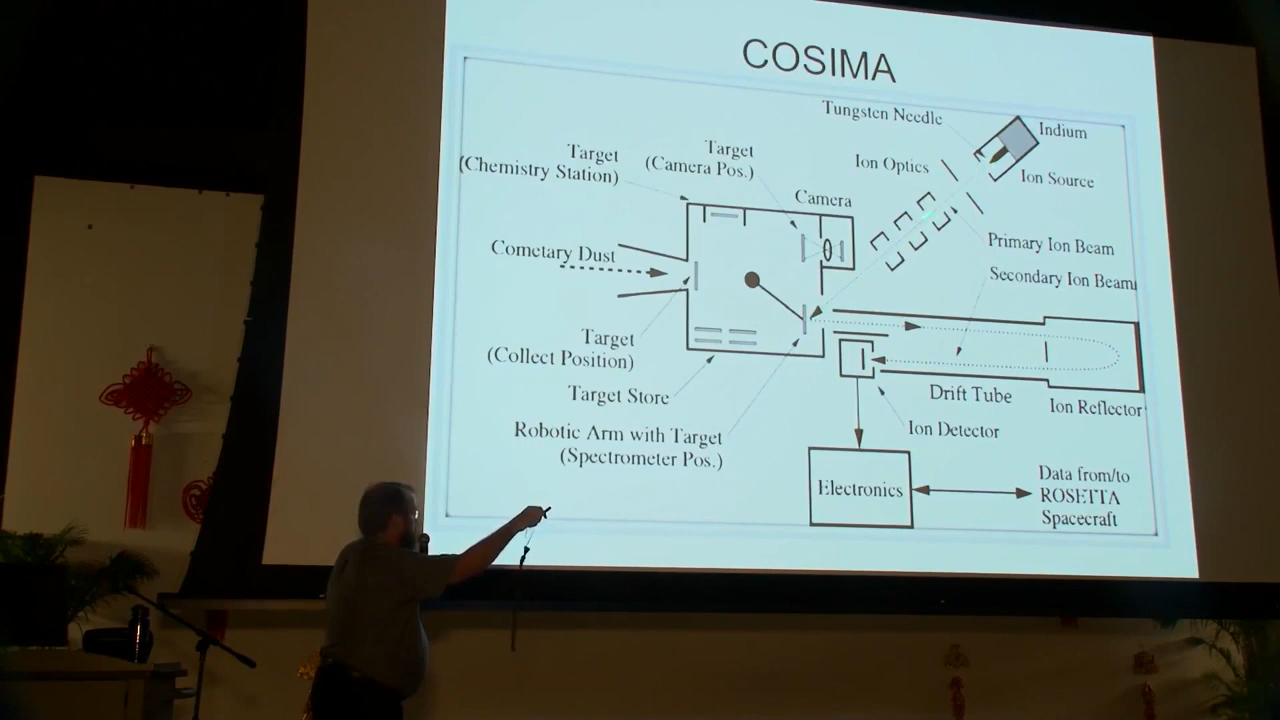 COSIMA
Tungsten Needle
Indium
Target
(Chemistry Station)
Target
(Camera Pos.)
Ion Optics
Ion Source
Camera
Cometary Dust
Primary Ion Beam
Secondary Ion Beam
Target
(Collect Position)
Target Store
Drift Tube
Ion Reflector
Robotic Arm with Target
(Spectrometer Pos.)
Ion Detector
Electronics
Data from/to
ROSETTA
Spacecraft